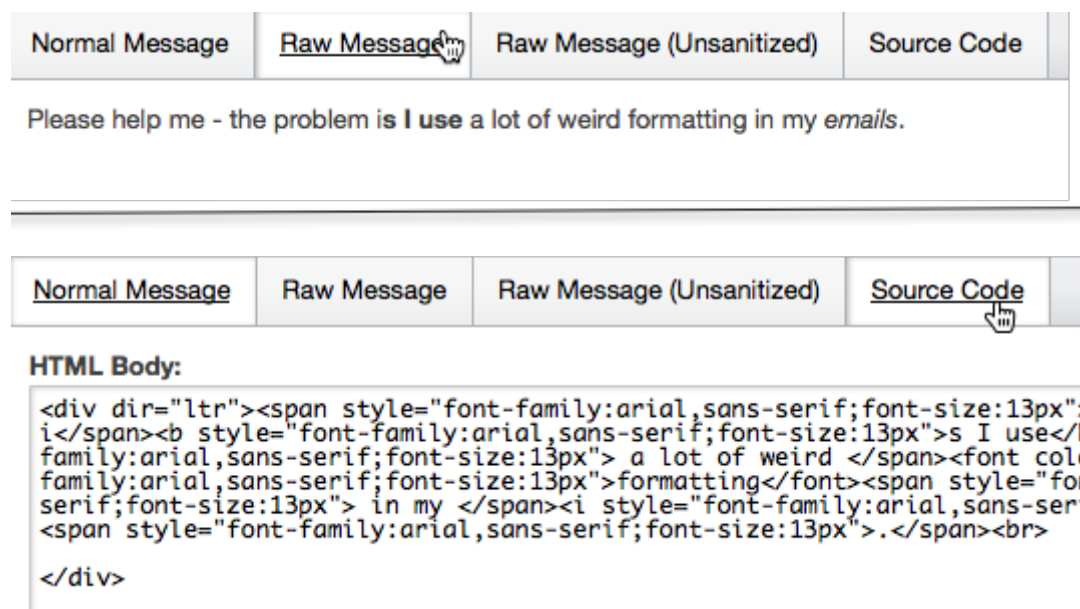 Normal Message Raw Message Raw Message (Unsanitized) Source Code
Please help me - the problem is I use a lot of weird formatting in my emails.
Normal Message Raw Message Raw Message (Unsanitized) Source Code
HTML Body:
<div dir="ltr"><span style="font-family:arial,sans-serif;font-size:13px"
i</span><b style="font-family:arial,sans-serif;font-size:13px">s I use</
family:arial,sans-serif;font-size:13px"> a lot of weird </span><font col
family:arial,sans-serif;font-size:13px">formatting</font><span style="fo
serif;font-size:13px"> in my </span><i style="font-family:arial,sans-ser
<span style="font-family:arial,sans-serif;font-size:13px">.</span><br>
</div>